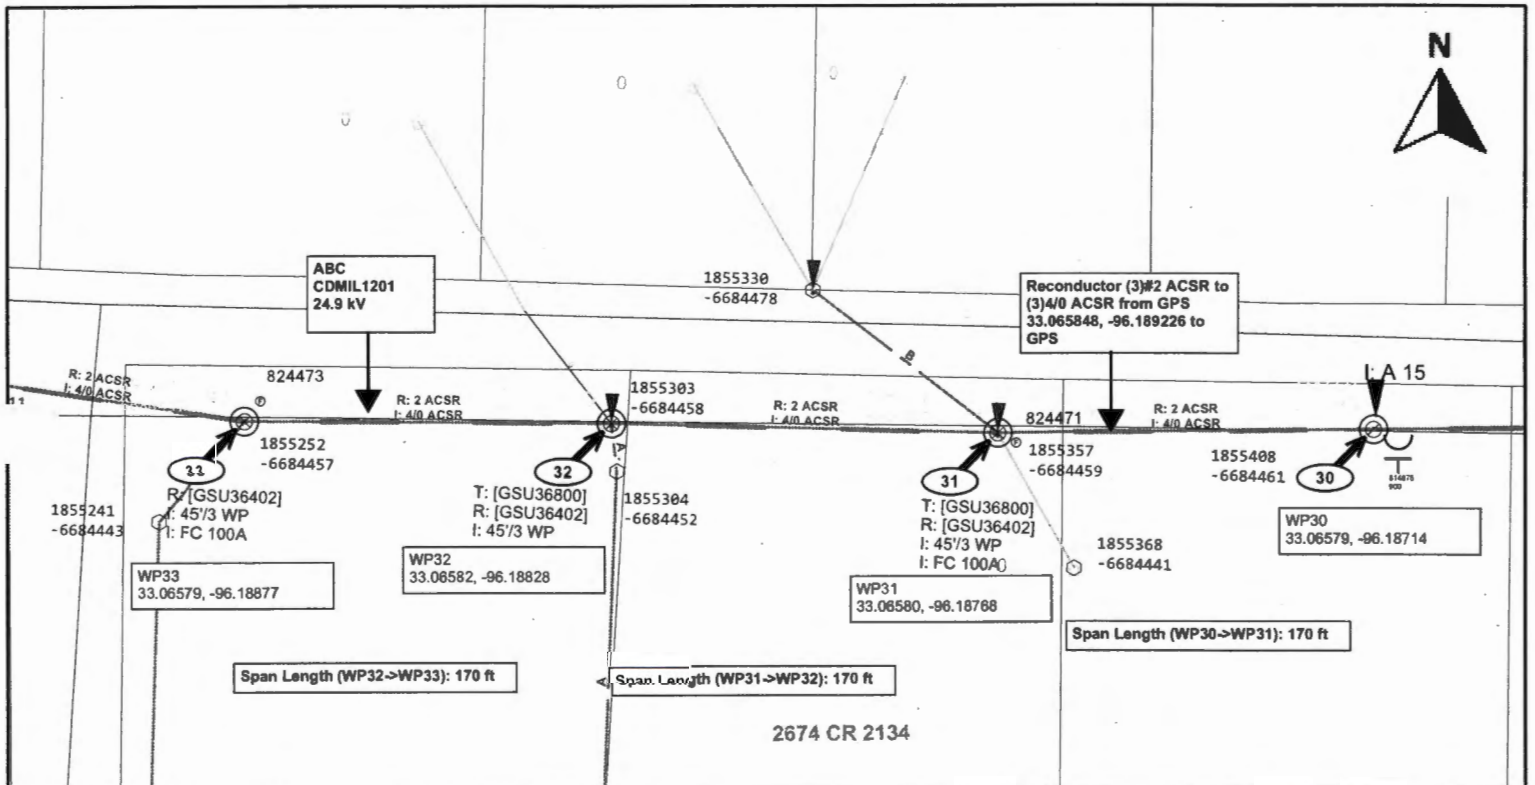 N
0
0
0
ABC
CDMIL1201
24.9 kV
1855330
-6684478
Reconductor (3)#2 ACSR to
(3)4/0 ACSR from GPS
33.065848, -96.189226 to
GPS
B
I: A 15
R: 2 ACSR
I: 4/0 ACSR
11
824473
R: 2 ACSR
I: 4/0 ACSR
1855303
-6684458
R: 2 ACSR
I: 4/0 ACSR
824471
R: 2 ACSR
I: 4/0 ACSR
1855252
-6684457
A
1855357
-6684459
1855408
-6684461
33
32
31
30
814875
900
R: [GSU36402]
I: 45'/3 WP
I: FC 100A
1855241
-6684443
T: [GSU36800]
R: [GSU36402]
I: 45'/3 WP
1855304
-6684452
T: [GSU36800]
R: [GSU36402]
I: 45'/3 WP
I: FC 100A
1855368
-6684441
WP30
33.06579, -96.18714
WP33
33.06579, -96.18877
WP32
33.06582, -96.18828
WP31
33.06580, -96.18768
Span Length (WP30->WP31): 170 ft
Span Length (WP32->WP33): 170 ft
A
Span Length (WP31->WP32): 170 ft
2674 CR 2134